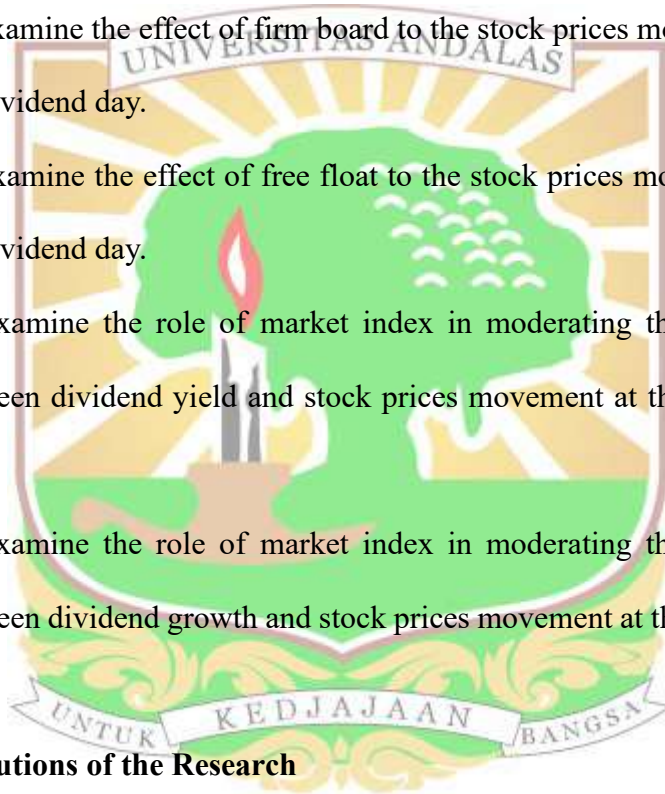 xamine the effect of firm board to the stock prices mo
UNIVERSITAS ANDALAS
vidend day.
xamine the effect of free float to the stock prices mo
vidend day.
xamine the role of market index in moderating th
een dividend yield and stock prices movement at th
xamine the role of market index in moderating th
een dividend growth and stock prices movement at th
UNTUK KEDJAJAAN BANGSA
utions of the Research